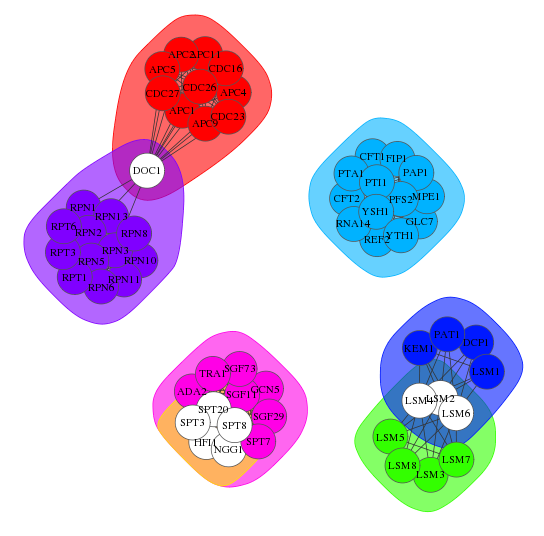 APC2
APC11
APC5
CDC16
CDC26
CDC27
APC4
APC1
CDC23
APC9
DOC1
RPN1
RPN13
RPT6
RPN2
RPN8
RPT3
RPN3
RPN5
RPN10
RPT1
RPN11
RPN6
CFT1
FIP1
PTA1
PAP1
PTI1
CFT2
PFS2
MPE1
YSH1
RNA14
GLC7
REF2
YTH1
TRA1
SGF73
ADA2
SGF11
GCN5
SPT20
SGF29
SPT3
SPT8
HFI1
SPT7
NGG1
PAT1
KEM1
DCP1
LSM1
LSM4
LSM2
LSM6
LSM5
LSM8
LSM3
LSM7